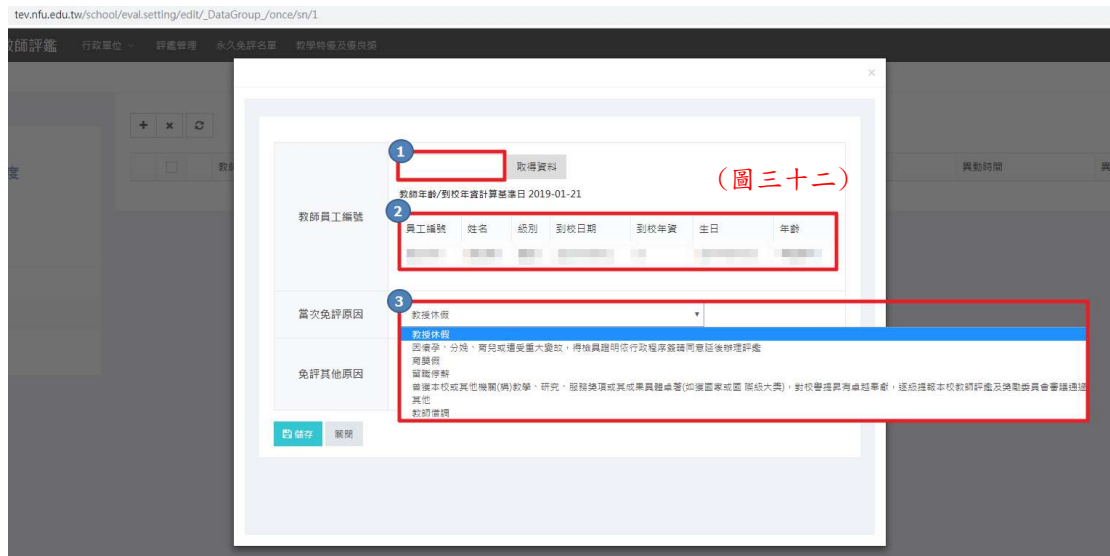 tev.nfu.edu.tw/school/eval.setting/edit/_DataGroup_/once/sn/1
教師評鑑 行政單位 評鑑管理 永久免評名單 教學特優及優良獎
×
度
教師
異動時間
異
1
取得資料
(圖三十二)
教師年齡/到校年資計算基準日 2019-01-21
教師員工編號
2
員工編號 姓名 級別 到校日期 到校年資 生日 年齡
當次免評原因
3
教授休假
教授休假
因懷孕、分娩、育兒或遭受重大變故，得檢具證明依行政程序簽請同意延後辦理評鑑
育嬰假
留職停薪
曾獲本校或其他機關(構)教學、研究、服務獎項或其成果具體卓著(如獲國家或國 際級大獎)，對校譽提昇有卓越奉獻，逐級提報本校教師評鑑及獎勵委員會審議通過
其他
教師借調
免評其他原因
儲存 關閉